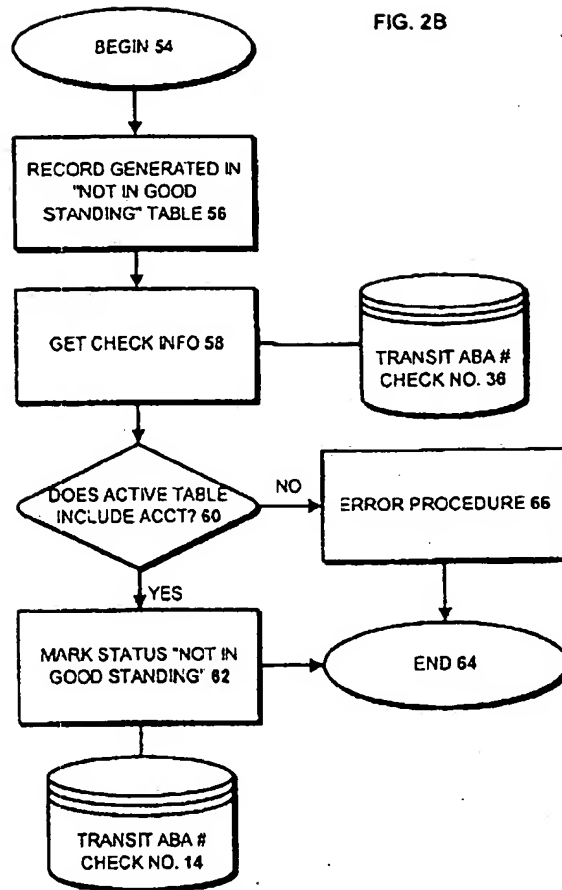 FIG. 2B
BEGIN 54
RECORD GENERATED IN
"NOT IN GOOD
STANDING" TABLE 56
GET CHECK INFO 58
TRANSIT ABA #
CHECK NO. 36
DOES ACTIVE TABLE
INCLUDE ACCT? 60
NO
ERROR PROCEDURE 66
YES
MARK STATUS "NOT IN
GOOD STANDING" 62
END 64
TRANSIT ABA #
CHECK NO. 14